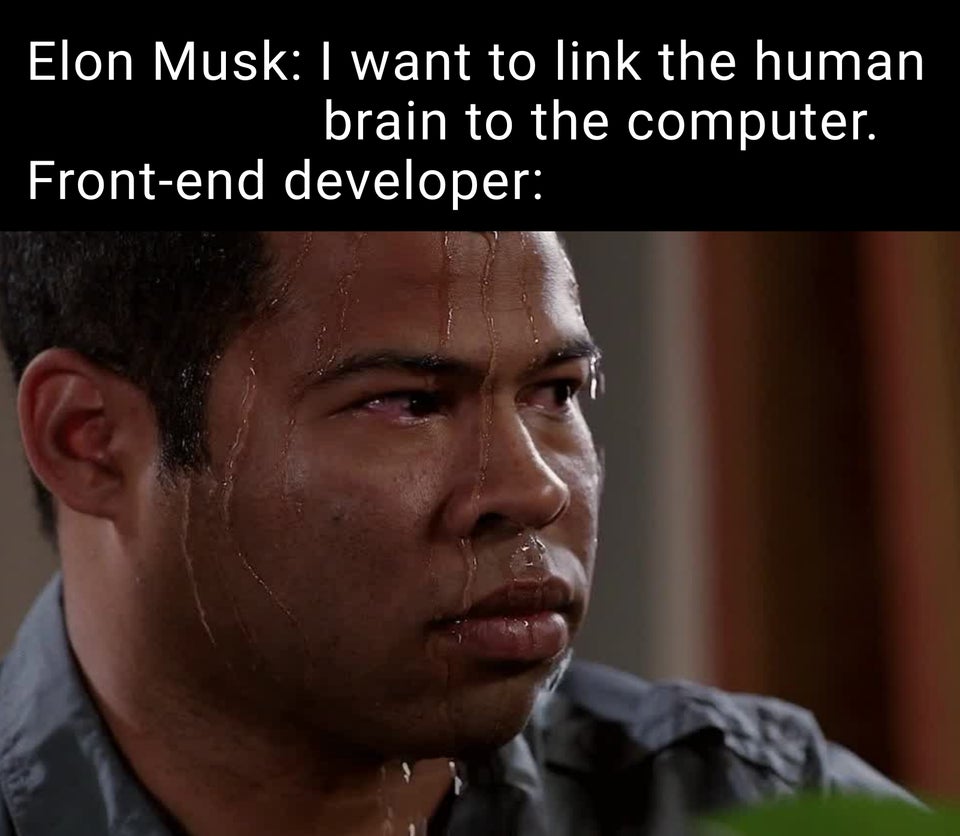 Elon Musk: I want to link the human
brain to the computer.
Front-end developer: